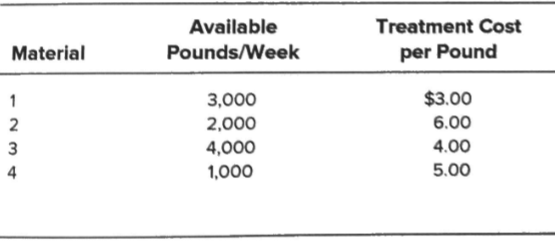 Available Treatment Cost
Material Pounds/Week per Pound
1 3,000 $3.00
2 2,000 6.00
3 4,000 4.00
4 1,000 5.00